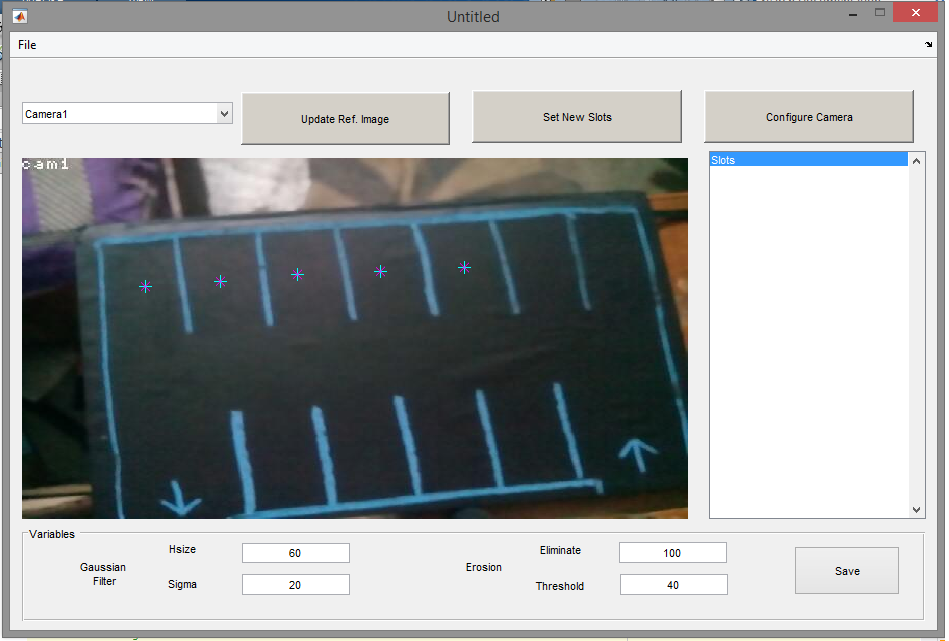 Untitled
File
Camera1
Update Ref. Image
Set New Slots
Configure Camera
cam1
Slots
Variables
Gaussian
Filter
Hsize
60
Sigma
20
Erosion
Eliminate
100
Threshold
40
Save